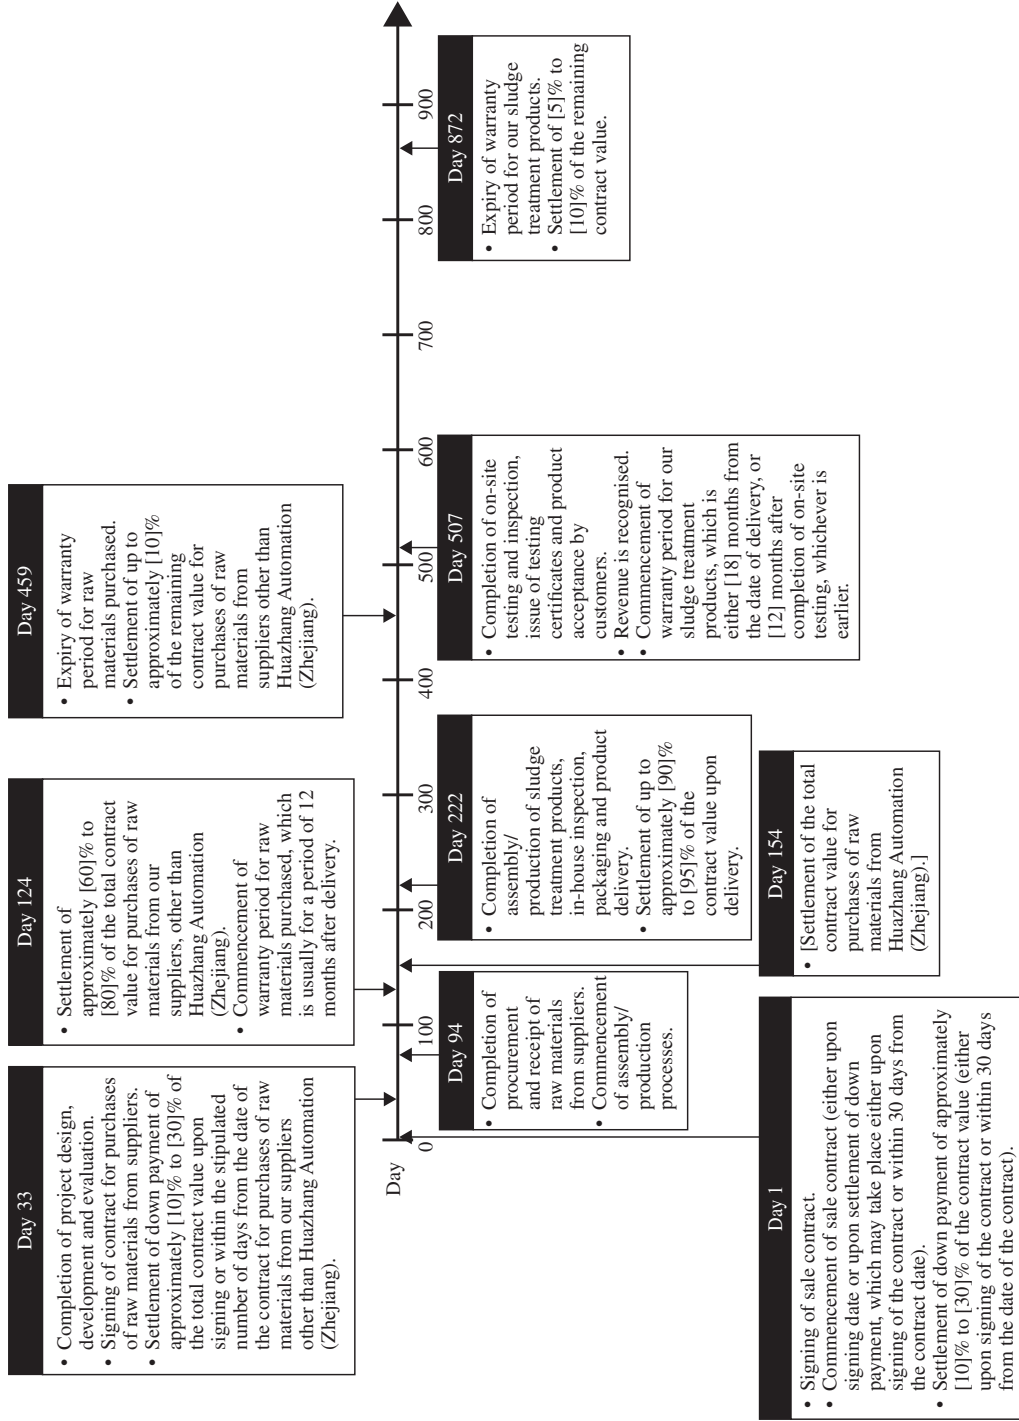 Day 33
• Completion of project design,
development and evaluation.
• Signing of contract for purchases
of raw materials from suppliers.
• Settlement of down payment of
approximately [10]% to [30]% of
the total contract value upon
signing or within the stipulated
number of days from the date of
the contract for purchases of raw
materials from our suppliers
other than Huazhang Automation
(Zhejiang).
Day 124
• Settlement of
approximately [60]% to
[80]% of the total contract
value for purchases of raw
materials from our
suppliers, other than
Huazhang Automation
(Zhejiang).
• Commencement of
warranty period for raw
materials purchased, which
is usually for a period of 12
months after delivery.
Day 459
• Expiry of warranty
period for raw
materials purchased.
• Settlement of up to
approximately [10]%
of the remaining
contract value for
purchases of raw
materials from
suppliers other than
Huazhang Automation
(Zhejiang).
Day
0
100
200
300
400
500
600
700
800
900
Day 94
• Completion of
procurement
and receipt of
raw materials
from suppliers.
• Commencement
of assembly/
production
processes.
Day 222
• Completion of
assembly/
production of sludge
treatment products,
in-house inspection,
packaging and product
delivery.
• Settlement of up to
approximately [90]%
to [95]% of the
contract value upon
delivery.
Day 507
• Completion of on-site
testing and inspection,
issue of testing
certificates and product
acceptance by
customers.
• Revenue is recognised.
• Commencement of
warranty period for our
sludge treatment
products, which is
either [18] months from
the date of delivery, or
[12] months after
completion of on-site
testing, whichever is
earlier.
Day 872
• Expiry of warranty
period for our sludge
treatment products.
• Settlement of [5]% to
[10]% of the remaining
contract value.
Day 1
• Signing of sale contract.
• Commencement of sale contract (either upon
signing date or upon settlement of down
payment, which may take place either upon
signing of the contract or within 30 days from
the contract date).
• Settlement of down payment of approximately
[10]% to [30]% of the contract value (either
upon signing of the contract or within 30 days
from the date of the contract).
Day 154
• [Settlement of the total
contract value for
purchases of raw
materials from
Huazhang Automation
(Zhejiang).]